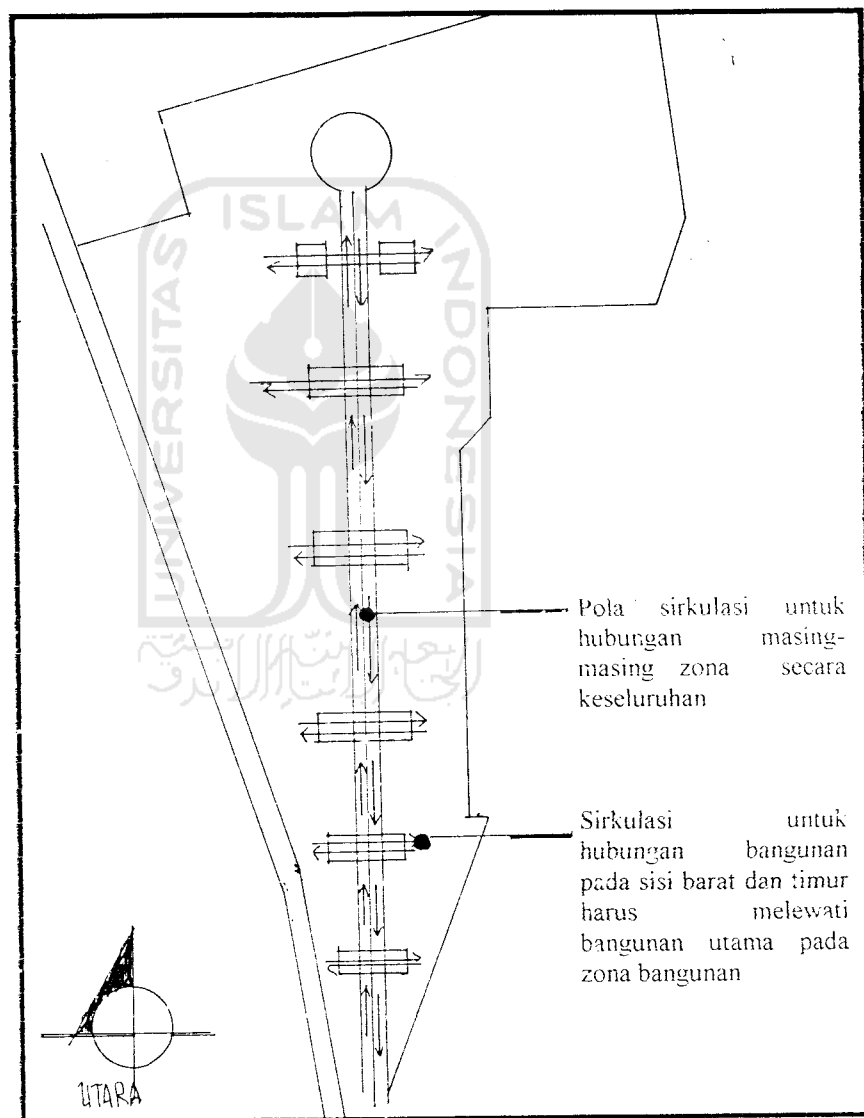 UNIVERSITAS
ISLAM
INDONESIA
Pola sirkulasi untuk
hubungan masing-
masing zona secara
keseluruhan
Sirkulasi untuk
hubungan bangunan
pada sisi barat dan timur
harus melewati
bangunan utama pada
zona bangunan
UTARA